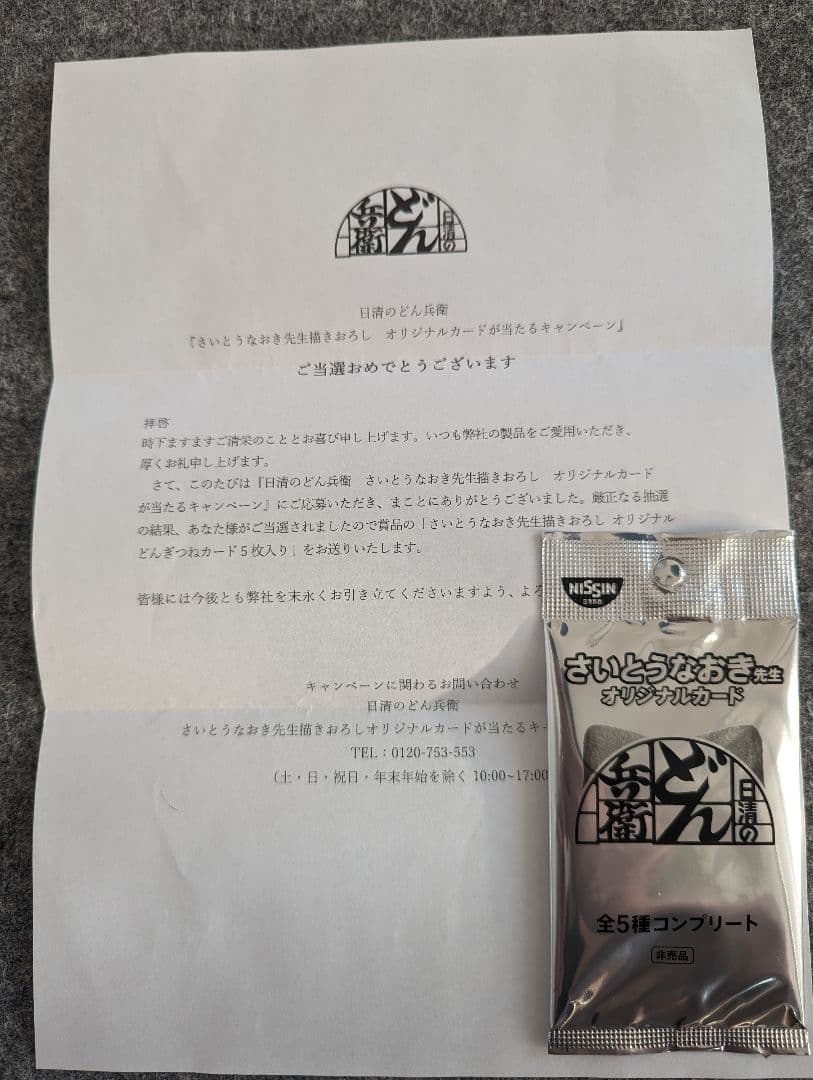 日清の
どん
兵衛
日清のどん兵衛
『さいとうなおき先生描きおろし　オリジナルカードが当たるキャンペーン』
ご当選おめでとうございます
拝啓
時下ますますご清栄のこととお喜び申し上げます。いつも弊社の製品をご愛用いただき、
厚くお礼申し上げます。
　さて、このたびは『日清のどん兵衛　さいとうなおき先生描きおろし　オリジナルカード
が当たるキャンペーン』にご応募いただき、まことにありがとうございました。厳正なる抽選
の結果、あなた様がご当選されましたので賞品の「さいとうなおき先生描きおろし オリジナル
どんぎつねカード５枚入り」をお送りいたします。
皆様には今後とも弊社を末永くお引き立てくださいますよう、よろ
キャンペーンに関わるお問い合わせ
日清のどん兵衛
さいとうなおき先生描きおろしオリジナルカードが当たるキ
TEL：0120-753-553
（土・日・祝日・年末年始を除く 10:00~17:00
NISSIN
日清食品
さいとうなおき先生
オリジナルカード
日清の
どん
兵衛
全5種コンプリート
非売品